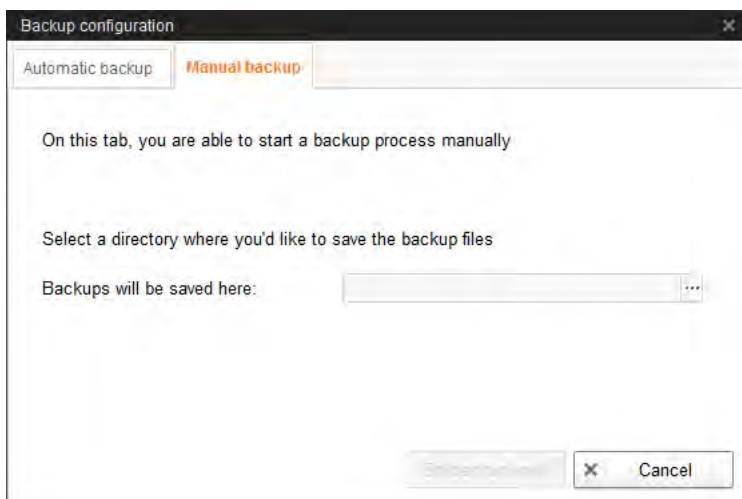 Backup configuration
Automatic backup
Manual backup
On this tab, you are able to start a backup process manually
Select a directory where you'd like to save the backup files
Backups will be saved here:
...
Cancel